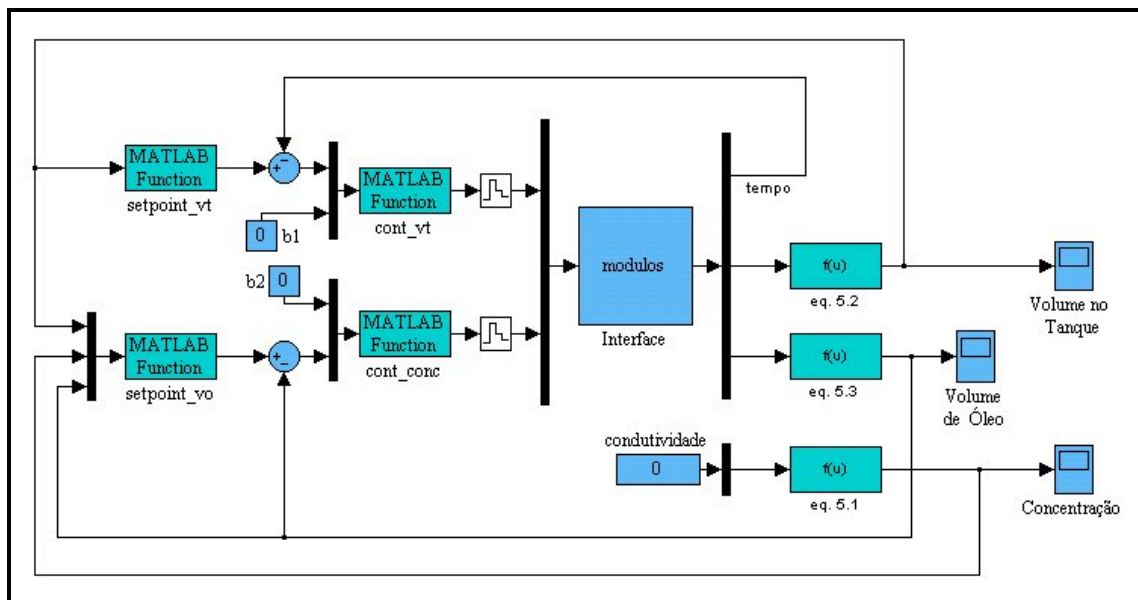 MATLAB
Function
setpoint_vt
+
−
0
b1
MATLAB
Function
cont_vt
b2
0
MATLAB
Function
setpoint_vo
+
−
MATLAB
Function
cont_conc
modulos
Interface
tempo
f(u)
eq. 5.2
Volume no
Tanque
f(u)
eq. 5.3
Volume
de Óleo
condutividade
0
f(u)
eq. 5.1
Concentração